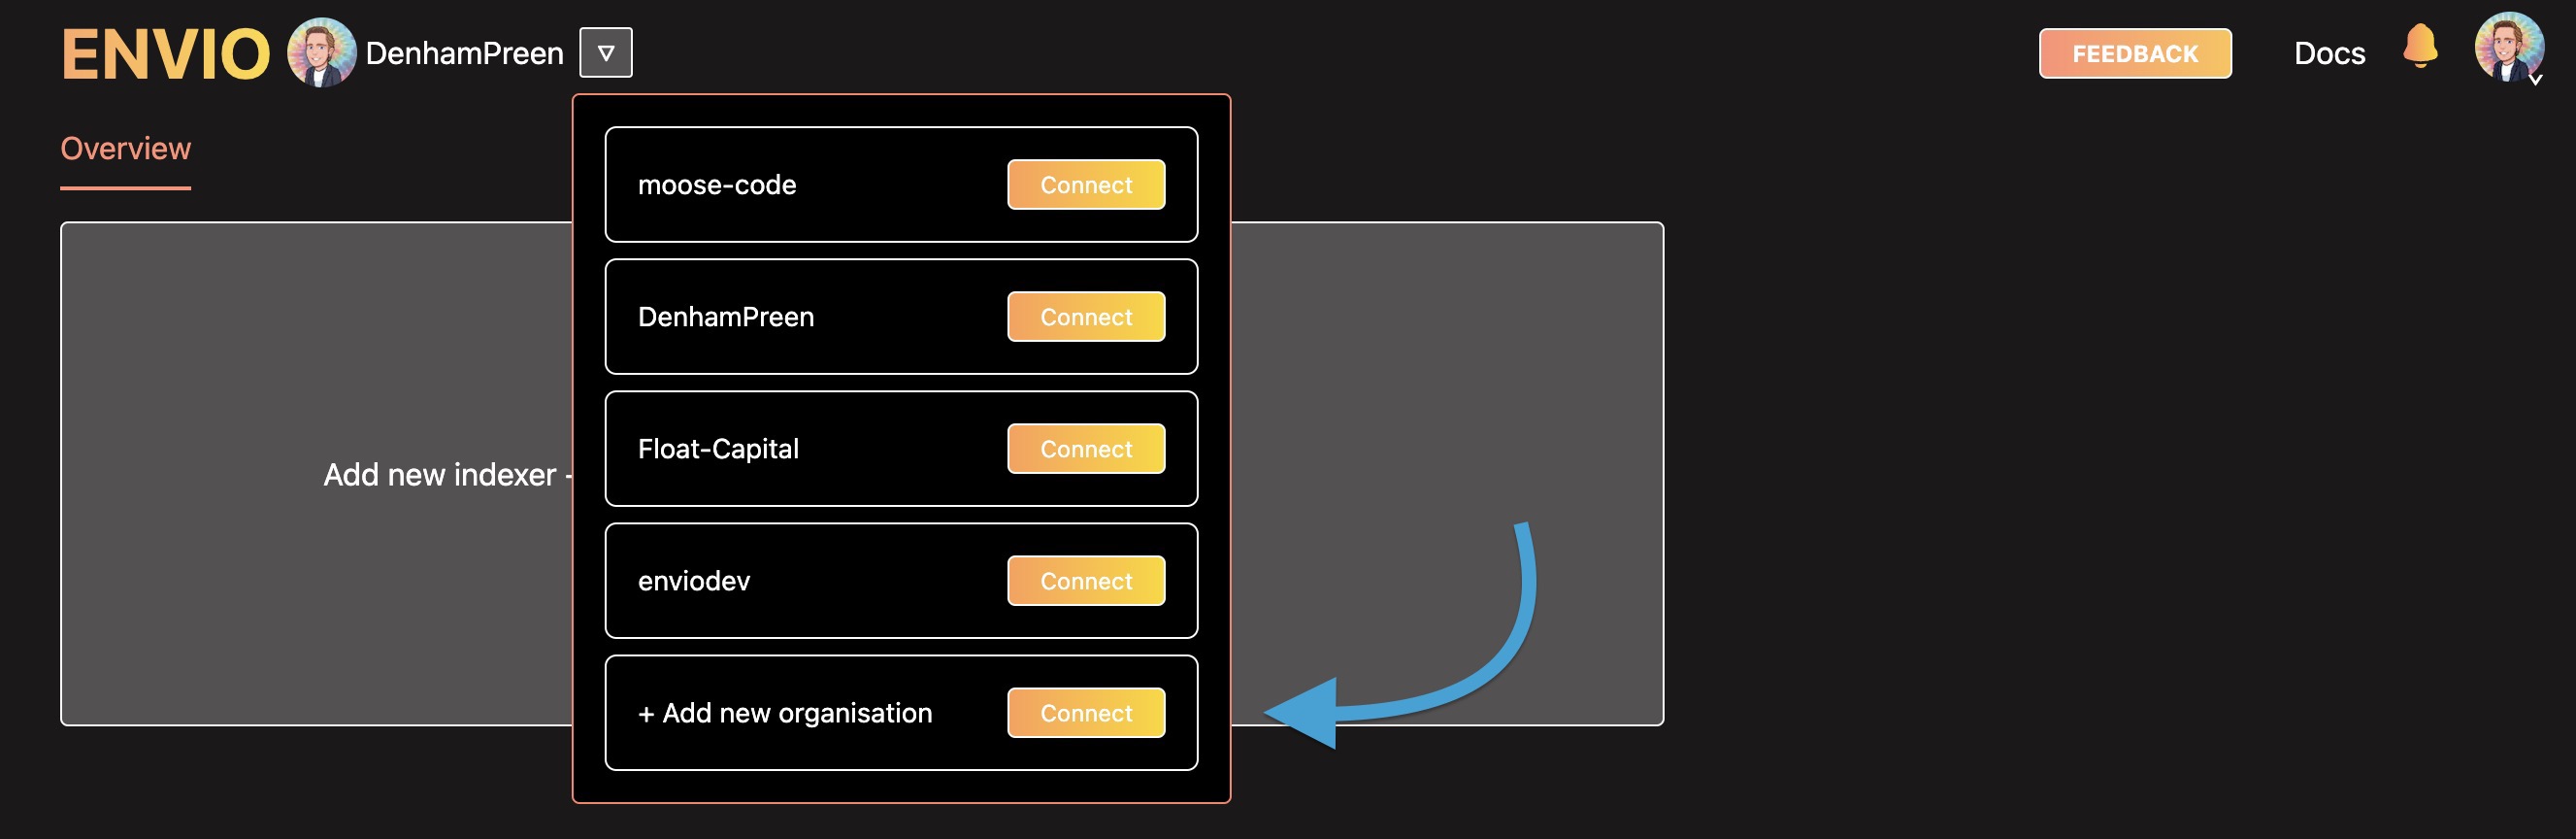 ENVIO DenhamPreen FEEDBACK Docs
Overview
moose-code Connect
DenhamPreen Connect
Float-Capital Connect
Add new indexer
enviodev Connect
+ Add new organisation Connect